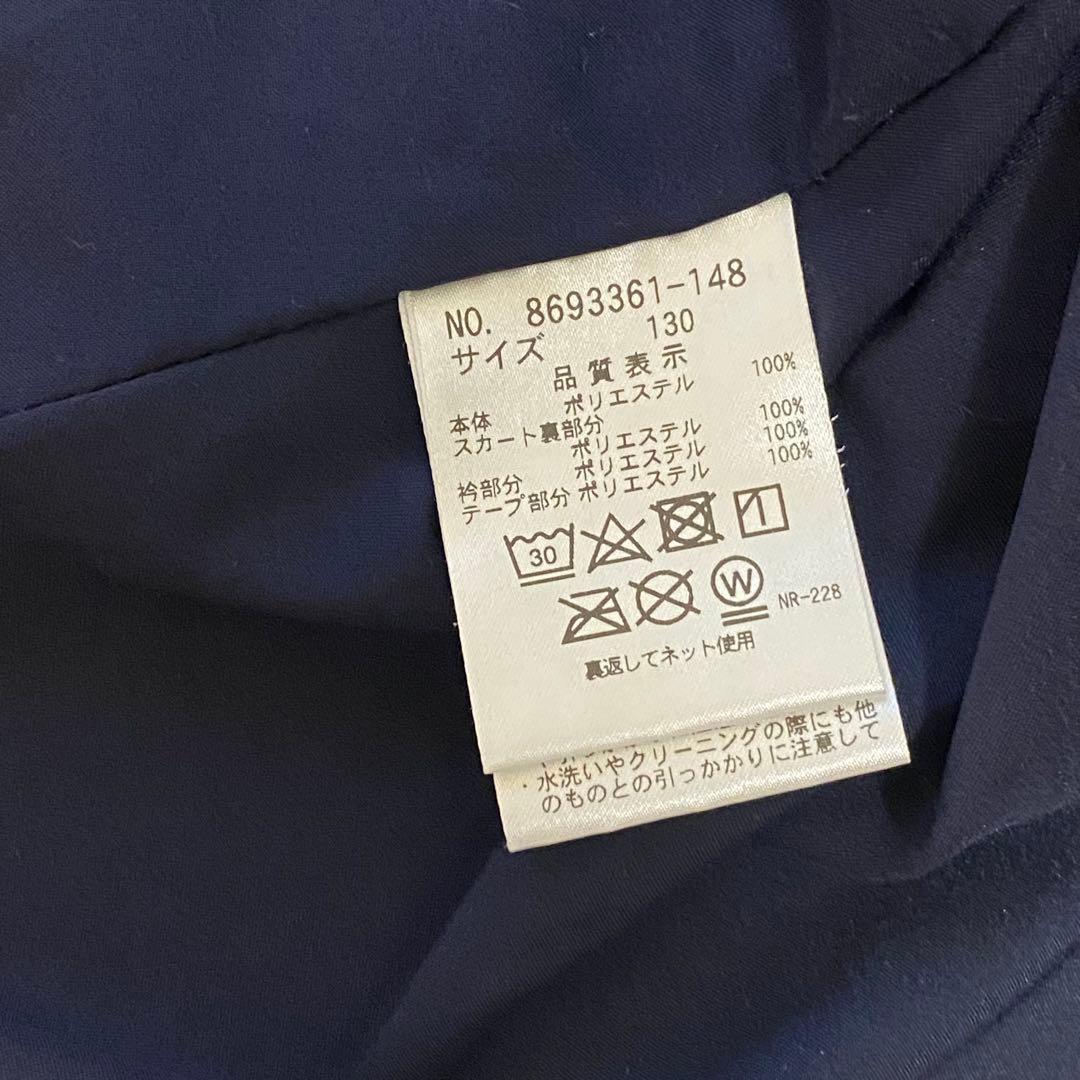 NO. 8693361-148
サイズ 130
品質表示
本体 ポリエステル 100%
スカート裏部分
ポリエステル 100%
衿部分 ポリエステル 100%
テープ部分 ポリエステル 100%
30
W NR-228
裏返してネット使用
の際にも他
・水洗いやクリーニングに注意して
のものとの引っかかり